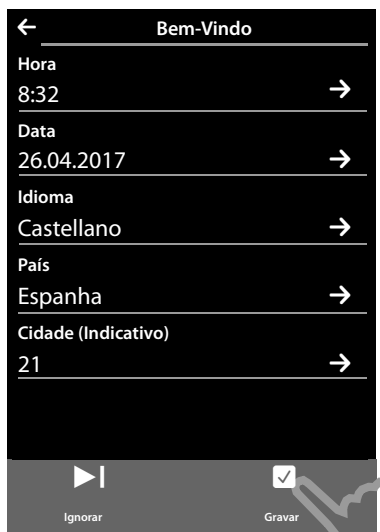 Bem-Vindo
Hora
8:32
Data
26.04.2017
Idioma
Castellano
País
Espanha
Cidade (Indicativo)
21
Ignorar Gravar